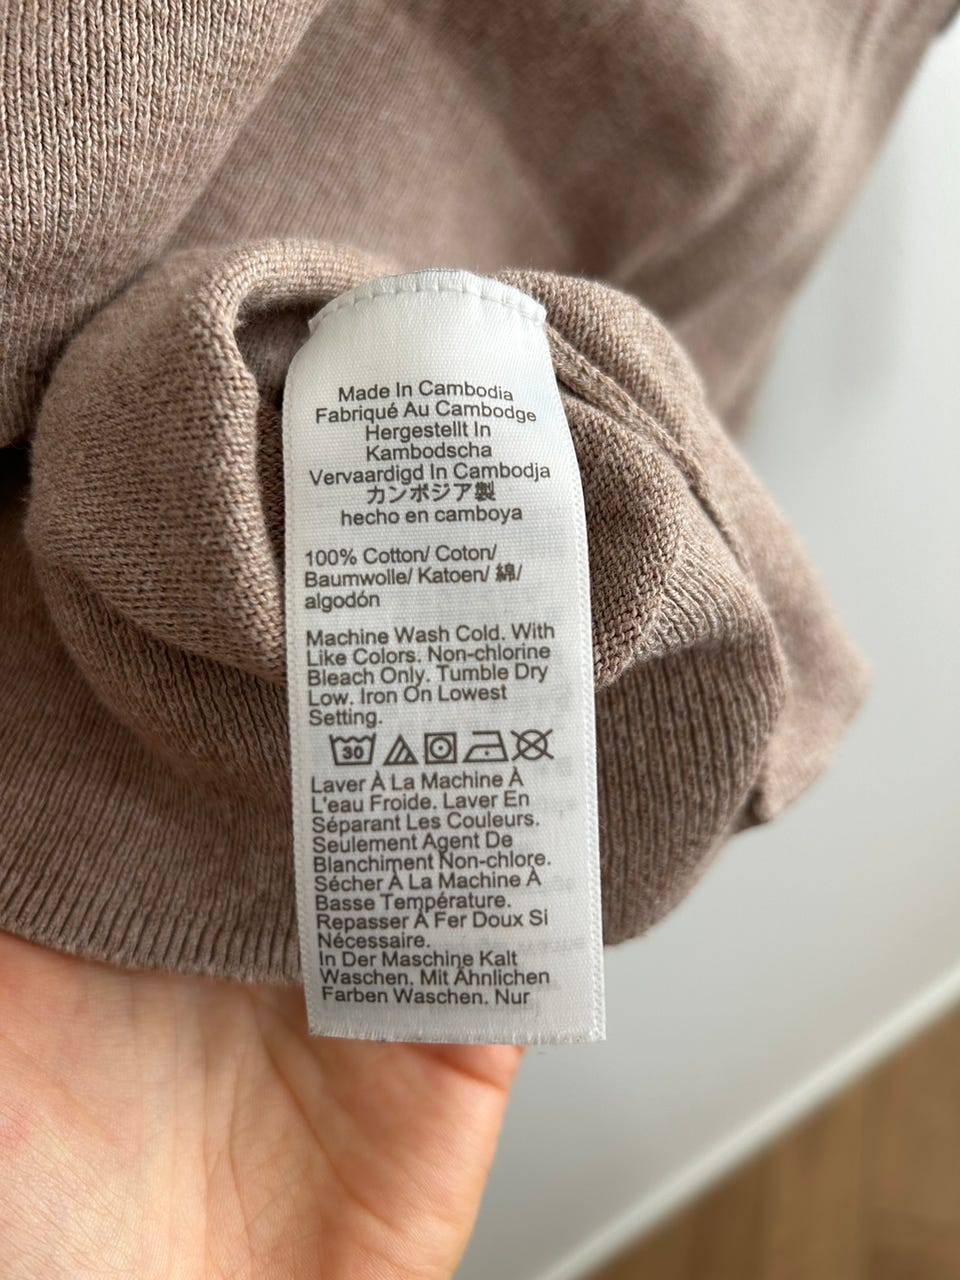 Made In Cambodia
Fabriqué Au Cambodge
Hergestellt In
Kambodscha
Vervaardigd In Cambodja
カンボジア製
hecho en camboya
100% Cotton/ Coton/
Baumwolle/ Katoen/ 綿/
algodón
Machine Wash Cold. With
Like Colors. Non-chlorine
Bleach Only. Tumble Dry
Low. Iron On Lowest
Setting.
30
Laver À La Machine À
L'eau Froide. Laver En
Séparant Les Couleurs.
Seulement Agent De
Blanchiment Non-chlore.
Sécher À La Machine À
Basse Température.
Repasser À Fer Doux Si
Nécessaire.
In Der Maschine Kalt
Waschen. Mit Ähnlichen
Farben Waschen. Nur